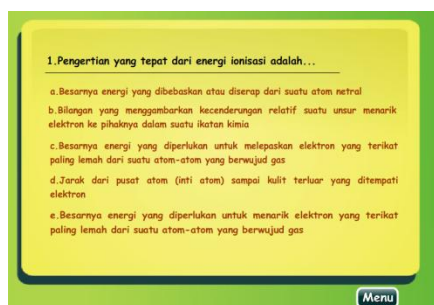 1.Pengertian yang tepat dari energi ionisasi adalah...
a.Besarnya energi yang dibebaskan atau diserap dari suatu atom netral
b.Bilangan yang menggambarkan kecenderungan relatif suatu unsur menarik
elektron ke pihaknya dalam suatu ikatan kimia
c.Besarnya energi yang diperlukan untuk melepaskan elektron yang terikat
paling lemah dari suatu atom-atom yang berwujud gas
d.Jarak dari pusat atom (inti atom) sampai kulit terluar yang ditempati
elektron
e.Besarnya energi yang diperlukan untuk menarik elektron yang terikat
paling lemah dari suatu atom-atom yang berwujud gas
Menu